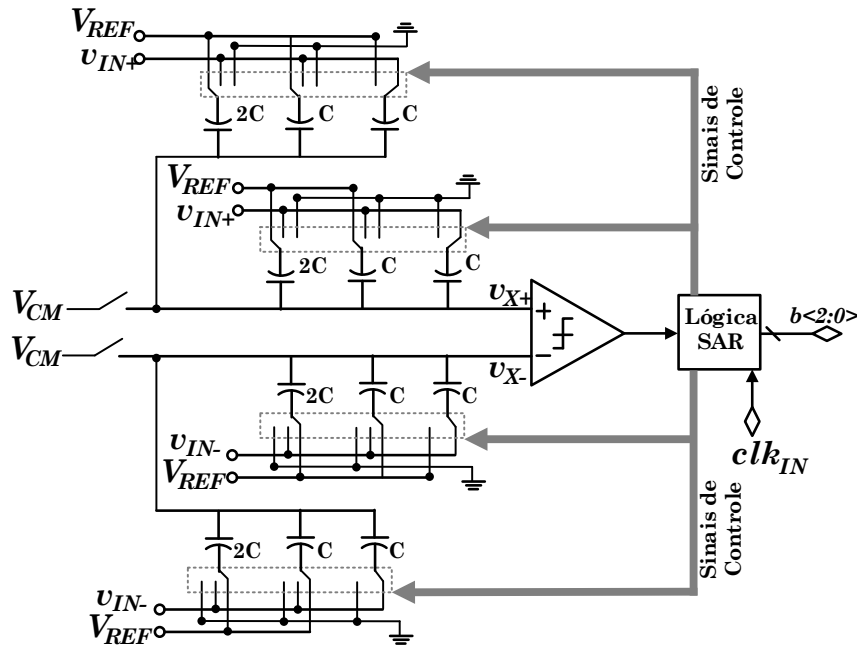 V_REF
v_IN+
2C
C
C
V_REF
v_IN+
2C
C
C
Sinais de
Controle
V_CM
v_X+
+
Lógica
SAR
b<2:0>
V_CM
−
v_X-
2C
C
C
clk_IN
v_IN-
V_REF
Sinais de
Controle
2C
C
C
v_IN-
V_REF